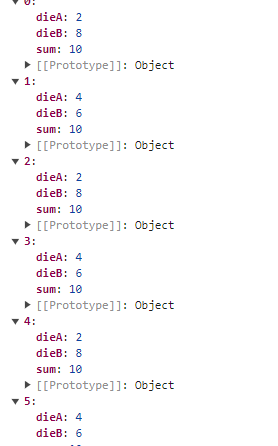 ▼ 0:
dieA: 2
dieB: 8
sum: 10
▶ [[Prototype]]: Object
▼ 1:
dieA: 4
dieB: 6
sum: 10
▶ [[Prototype]]: Object
▼ 2:
dieA: 2
dieB: 8
sum: 10
▶ [[Prototype]]: Object
▼ 3:
dieA: 4
dieB: 6
sum: 10
▶ [[Prototype]]: Object
▼ 4:
dieA: 2
dieB: 8
sum: 10
▶ [[Prototype]]: Object
▼ 5:
dieA: 4
dieB: 6